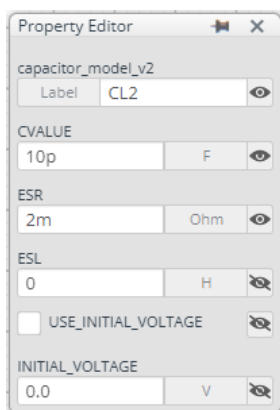 Property Editor
capacitor_model_v2
Label CL2
CVALUE
10p F
ESR
2m Ohm
ESL
0 H
USE_INITIAL_VOLTAGE
INITIAL_VOLTAGE
0.0 V